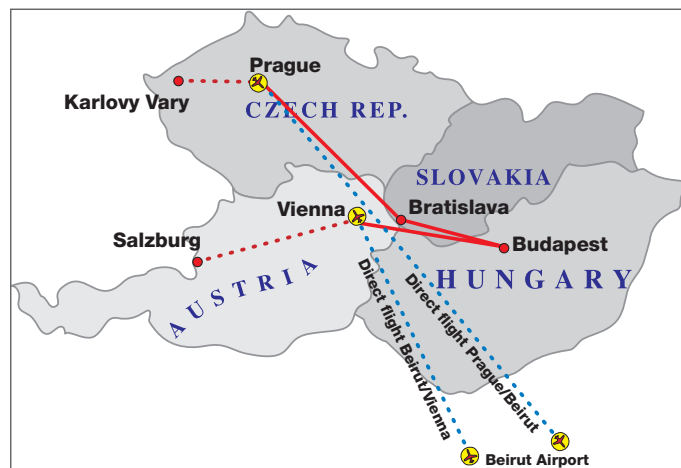 Prague
Karlovy Vary
CZECH REP.
SLOVAKIA
Vienna
Bratislava
Salzburg
Budapest
AUSTRIA
HUNGARY
Direct flight Beirut/Vienna
Direct flight Prague/Beirut
Beirut Airport